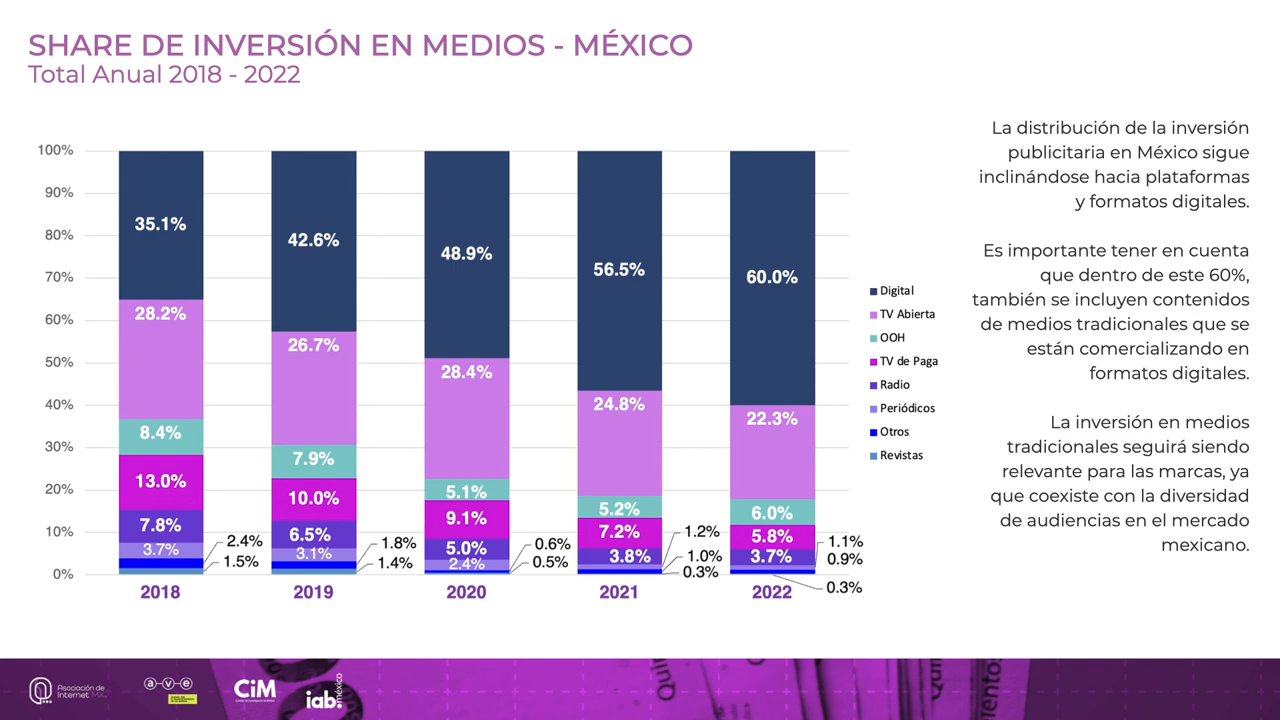 SHARE DE INVERSIÓN EN MEDIOS - MÉXICO
Total Anual 2018 - 2022
100%
90%
80%
70%
60%
50%
40%
30%
20%
10%
0%
35.1%
28.2%
8.4%
13.0%
7.8%
3.7%
2.4%
1.5%
2018
42.6%
26.7%
7.9%
10.0%
6.5%
3.1%
1.8%
1.4%
2019
48.9%
28.4%
5.1%
9.1%
5.0%
2.4%
0.6%
0.5%
2020
56.5%
24.8%
5.2%
7.2%
3.8%
1.2%
1.0%
0.3%
2021
60.0%
22.3%
6.0%
5.8%
3.7%
1.1%
0.9%
0.3%
2022
Digital
TV Abierta
OOH
TV de Paga
Radio
Periódicos
Otros
Revistas
La distribución de la inversión
publicitaria en México sigue
inclinándose hacia plataformas
y formatos digitales.
Es importante tener en cuenta
que dentro de este 60%,
también se incluyen contenidos
de medios tradicionales que se
están comercializando en
formatos digitales.
La inversión en medios
tradicionales seguirá siendo
relevante para las marcas, ya
que coexiste con la diversidad
de audiencias en el mercado
mexicano.
Asociación de
Internet MX
a-v-e
CiM
iab.méxico